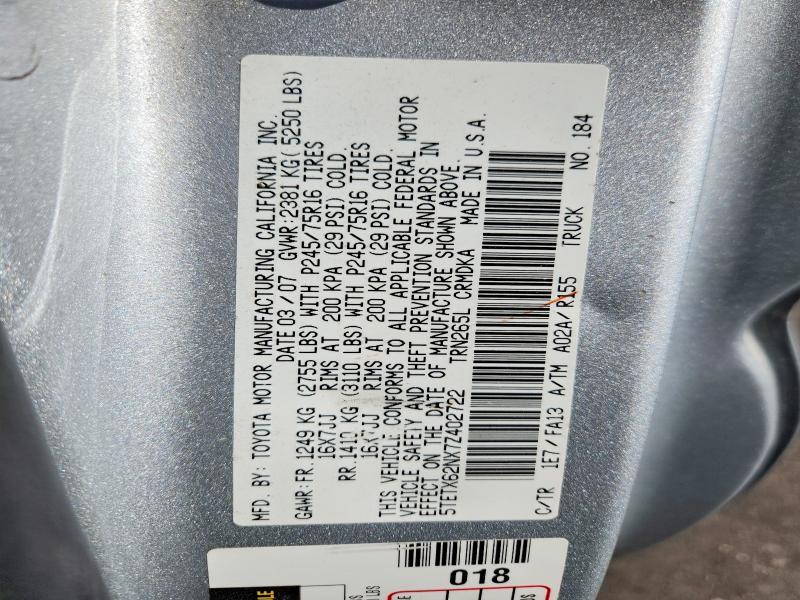 MFD. BY: TOYOTA MOTOR MANUFACTURING CALIFORNIA INC.
DATE 03/07 GVWR: 2381 KG( 5250 LBS)
GAWR: FR. 1249 KG (2755 LBS) WITH P245/75R16 TIRES
16X7JJ RIMS AT 200 KPA (29 PSI) COLD.
RR. 1410 KG (3110 LBS) WITH P245/75R16 TIRES
16X7JJ RIMS AT 200 KPA (29 PSI) COLD.
THIS VEHICLE CONFORMS TO ALL APPLICABLE FEDERAL MOTOR
VEHICLE SAFETY AND THEFT PREVENTION STANDARDS IN
EFFECT ON THE DATE OF MANUFACTURE SHOWN ABOVE.
5TETX62NX7Z402722 TRN265L CRMDKA MADE IN U.S.A.
C/TR 1E7/FA13 A/TM A02A/R155 TRUCK NO. 184
018
LBS